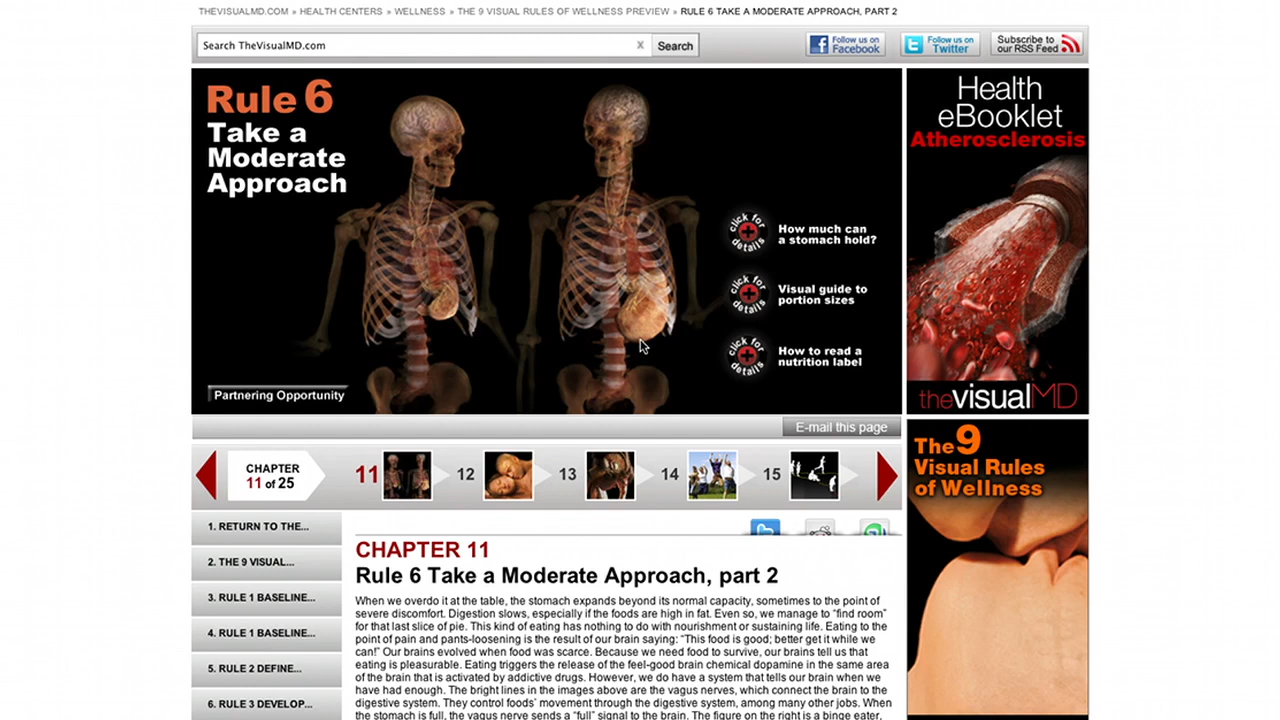 THEVISUALMD.COM » HEALTH CENTERS » WELLNESS » THE 9 VISUAL RULES OF WELLNESS PREVIEW » RULE 6 TAKE A MODERATE APPROACH, PART 2
Search TheVisualMD.com
X
Search
Follow us on
Facebook
Follow us on
Twitter
Subscribe to
our RSS Feed
Rule 6
Take a
Moderate
Approach
click for
details
How much can
a stomach hold?
click for
details
Visual guide to
portion sizes
click for
details
How to read a
nutrition label
Partnering Opportunity
Health
eBooklet
Atherosclerosis
thevisualMD
E-mail this page
The 9
Visual Rules
of Wellness
CHAPTER
11 of 25
11
12
13
14
15
1. RETURN TO THE...
2. THE 9 VISUAL...
3. RULE 1 BASELINE...
4. RULE 1 BASELINE...
5. RULE 2 DEFINE...
6. RULE 3 DEVELOP...
CHAPTER 11
Rule 6 Take a Moderate Approach, part 2
When we overdo it at the table, the stomach expands beyond its normal capacity, sometimes to the point of
severe discomfort. Digestion slows, especially if the foods are high in fat. Even so, we manage to “find room”
for that last slice of pie. This kind of eating has nothing to do with nourishment or sustaining life. Eating to the
point of pain and pants-loosening is the result of our brain saying: “This food is good; better get it while we
can!” Our brains evolved when food was scarce. Because we need food to survive, our brains tell us that
eating is pleasurable. Eating triggers the release of the feel-good brain chemical dopamine in the same area
of the brain that is activated by addictive drugs. However, we do have a system that tells our brain when we
have had enough. The bright lines in the images above are the vagus nerves, which connect the brain to the
digestive system. They control foods’ movement through the digestive system, among many other jobs. When
the stomach is full, the vagus nerve sends a “full” signal to the brain. The figure on the right is a binge eater,